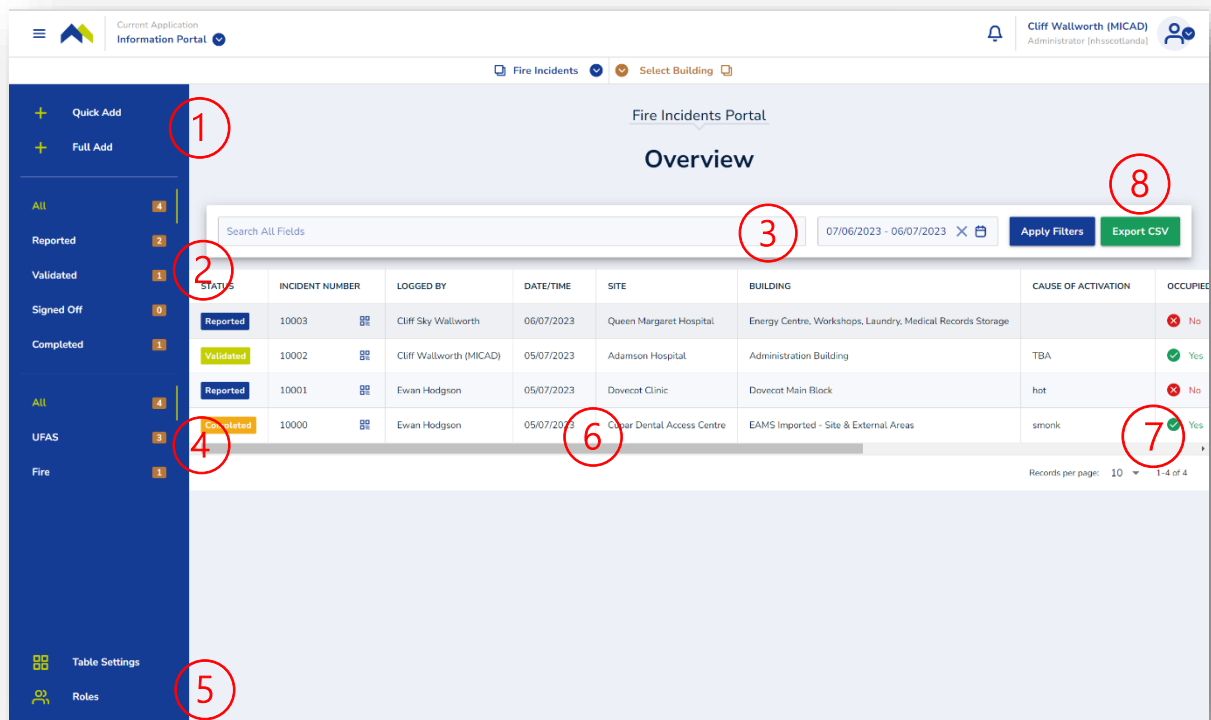 Current Application
Information Portal
Cliff Wallworth (MICAD)
Administrator [nhsscotlanda]
Fire Incidents
Select Building
Quick Add
Full Add
1
Fire Incidents Portal
Overview
8
All 4
Reported 2
Validated 1
Signed Off 0
Completed 1
2
Search All Fields
3
07/06/2023 - 06/07/2023
Apply Filters
Export CSV
STATUS INCIDENT NUMBER LOGGED BY DATE/TIME SITE BUILDING CAUSE OF ACTIVATION OCCUPIED
Reported 10003 Cliff Sky Wallworth 06/07/2023 Queen Margaret Hospital Energy Centre, Workshops, Laundry, Medical Records Storage No
Validated 10002 Cliff Wallworth (MICAD) 05/07/2023 Adamson Hospital Administration Building TBA Yes
Reported 10001 Ewan Hodgson 05/07/2023 Dovecot Clinic Dovecot Main Block hot No
Completed 10000 Ewan Hodgson 05/07/2023 Cupar Dental Access Centre EAMS Imported - Site & External Areas smonk Yes
6
7
All 4
UFAS 3
Fire 1
4
Records per page: 10 1-4 of 4
Table Settings
Roles
5